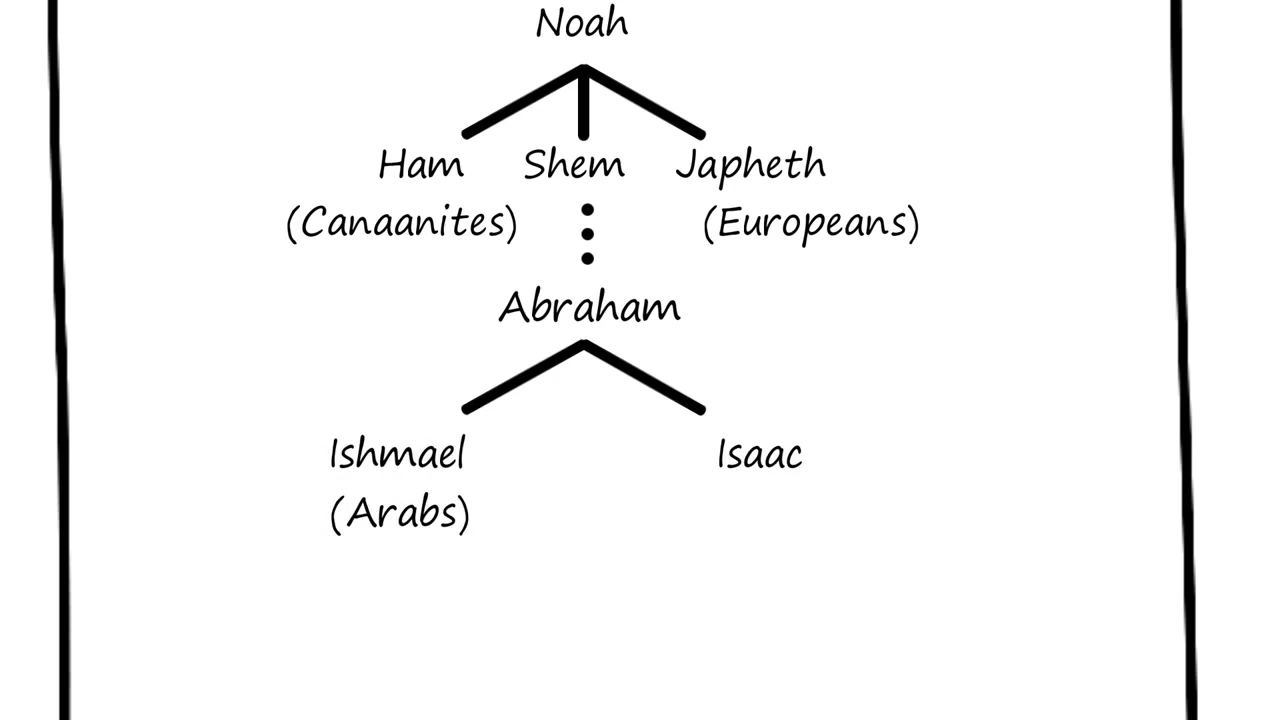 Noah
Ham Shem Japheth
(Canaanites) (Europeans)
Abraham
Ishmael Isaac
(Arabs)